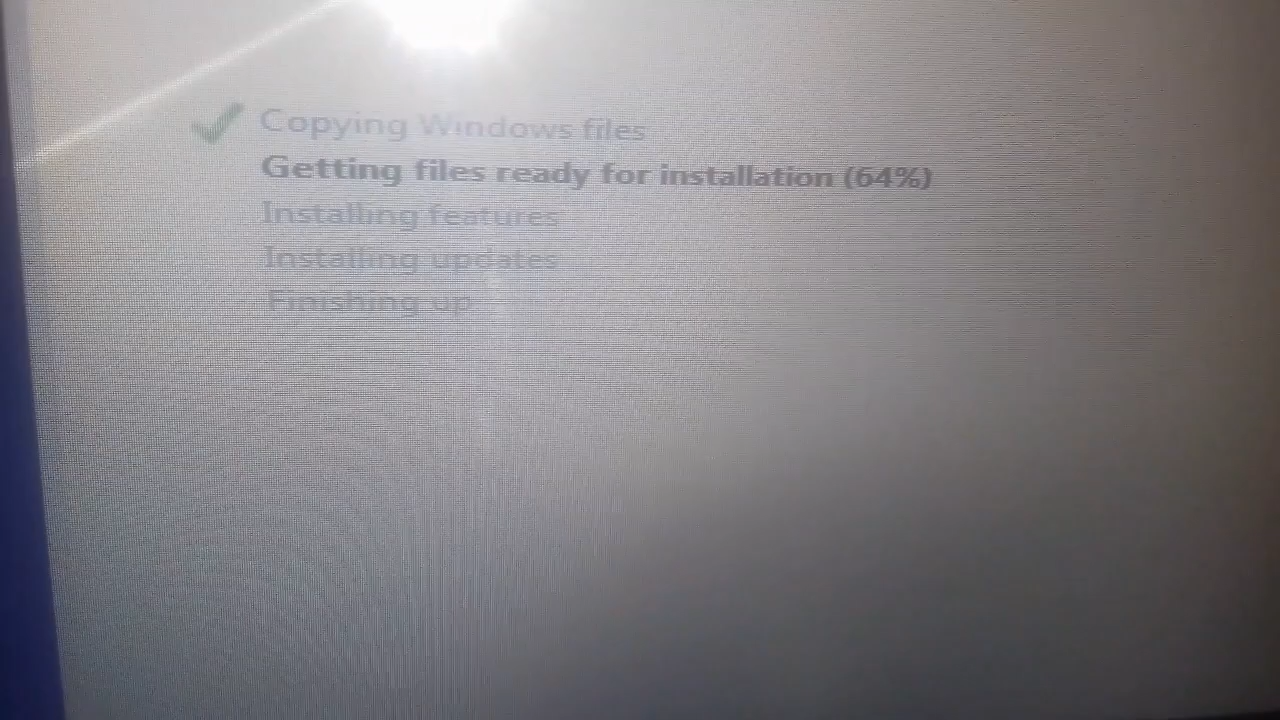 Copying Windows files
Getting files ready for installation (64%)
Installing features
Installing updates
Finishing up